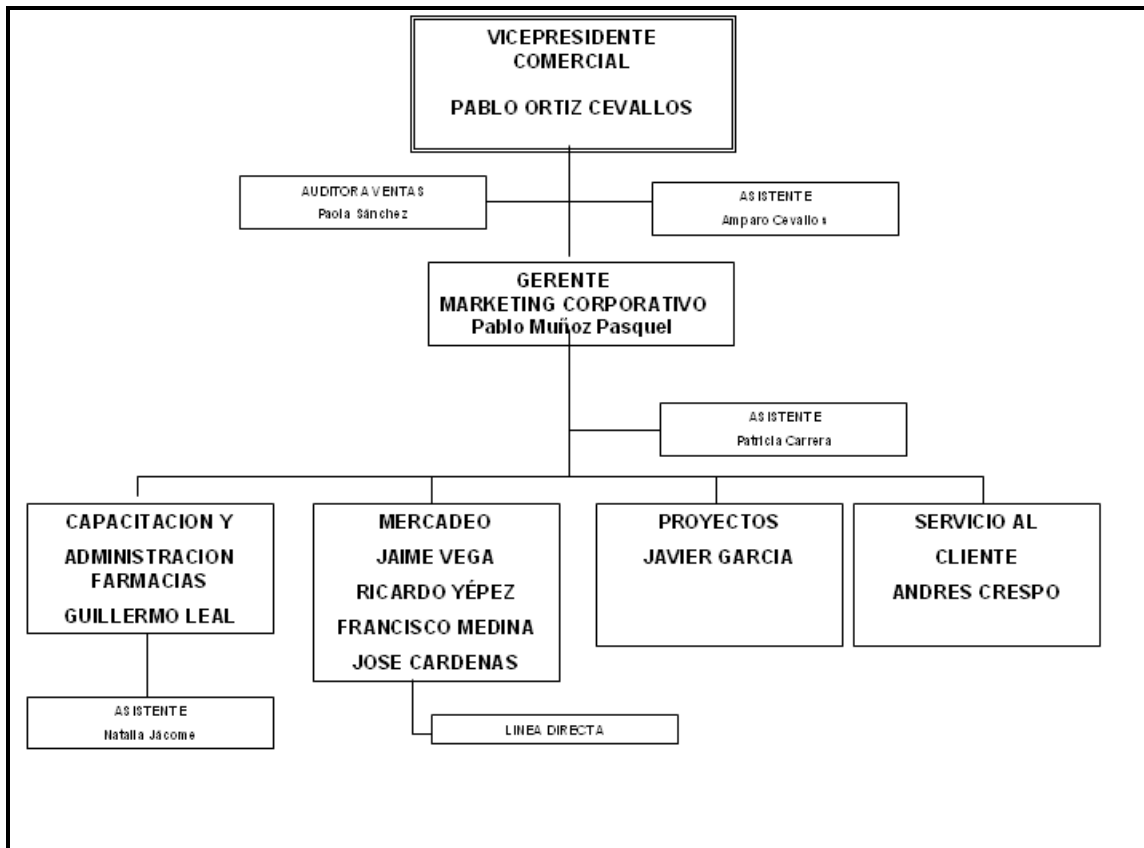 VICEPRESIDENTE
COMERCIAL
PABLO ORTIZ CEVALLOS
AUDITORA VENTAS
Paola Sánchez
ASISTENTE
Amparo Cevallos
GERENTE
MARKETING CORPORATIVO
Pablo Muñoz Pasquel
ASISTENTE
Patricia Carrera
CAPACITACION Y
ADMINISTRACION
FARMACIAS
GUILLERMO LEAL
MERCADEO
JAIME VEGA
RICARDO YÉPEZ
FRANCISCO MEDINA
JOSE CARDENAS
PROYECTOS
JAVIER GARCIA
SERVICIO AL
CLIENTE
ANDRES CRESPO
ASISTENTE
Natalia Jácome
LINEA DIRECTA